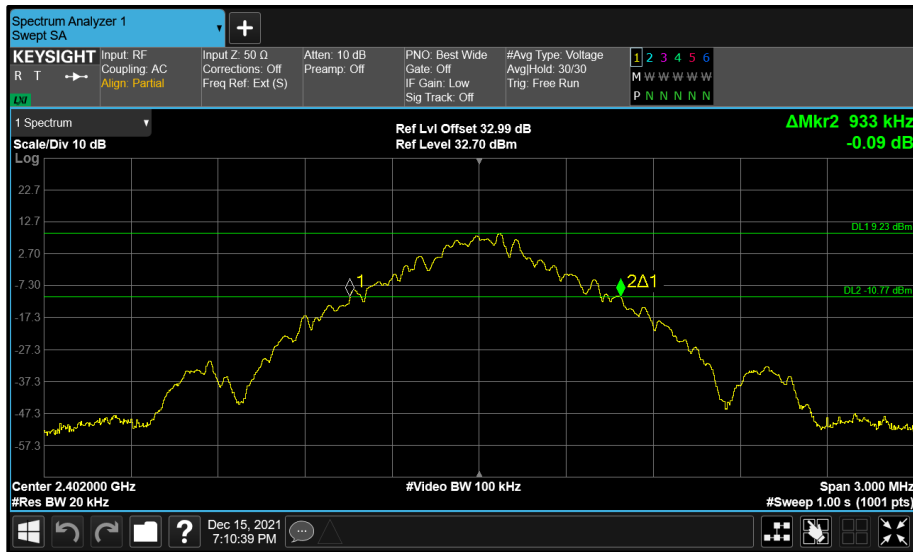 Spectrum Analyzer 1
Swept SA
+
KEYSIGHT
R T
LXI
Input: RF
Coupling: AC
Align: Partial
Input Z: 50 Ω
Corrections: Off
Freq Ref: Ext (S)
Atten: 10 dB
Preamp: Off
PNO: Best Wide
Gate: Off
IF Gain: Low
Sig Track: Off
#Avg Type: Voltage
Avg|Hold: 30/30
Trig: Free Run
1 2 3 4 5 6
M W W W W W
P N N N N N
1 Spectrum
Scale/Div 10 dB
Ref Lvl Offset 32.99 dB
Ref Level 32.70 dBm
ΔMkr2 933 kHz
-0.09 dB
Log
22.7
12.7
DL1 9.23 dBm
2.70
-7.30
1
2Δ1
DL2 -10.77 dBm
-17.3
-27.3
-37.3
-47.3
-57.3
Center 2.402000 GHz
#Video BW 100 kHz
Span 3.000 MHz
#Res BW 20 kHz
#Sweep 1.00 s (1001 pts)
?
Dec 15, 2021
7:10:39 PM